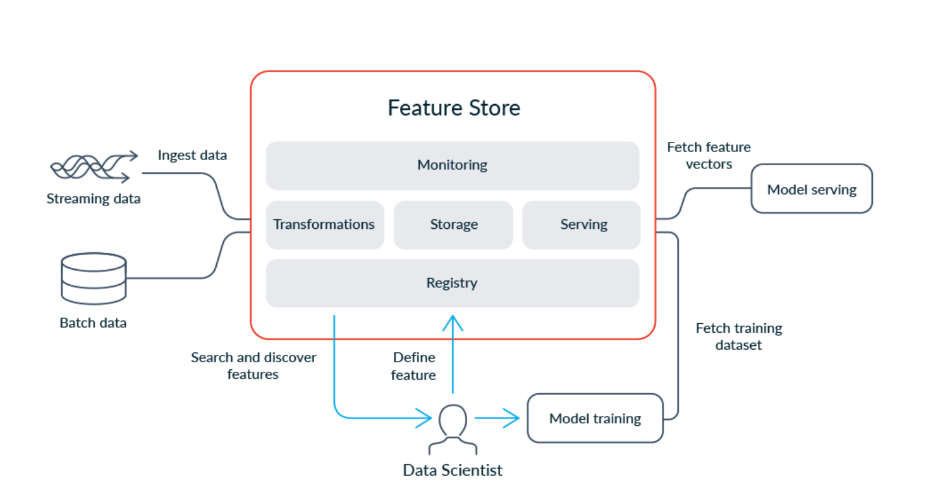 Feature Store
Monitoring
Ingest data
Fetch feature
vectors
Streaming data
Model serving
Transformations
Storage
Serving
Registry
Batch data
Search and discover
features
Define
feature
Fetch training
dataset
Model training
Data Scientist